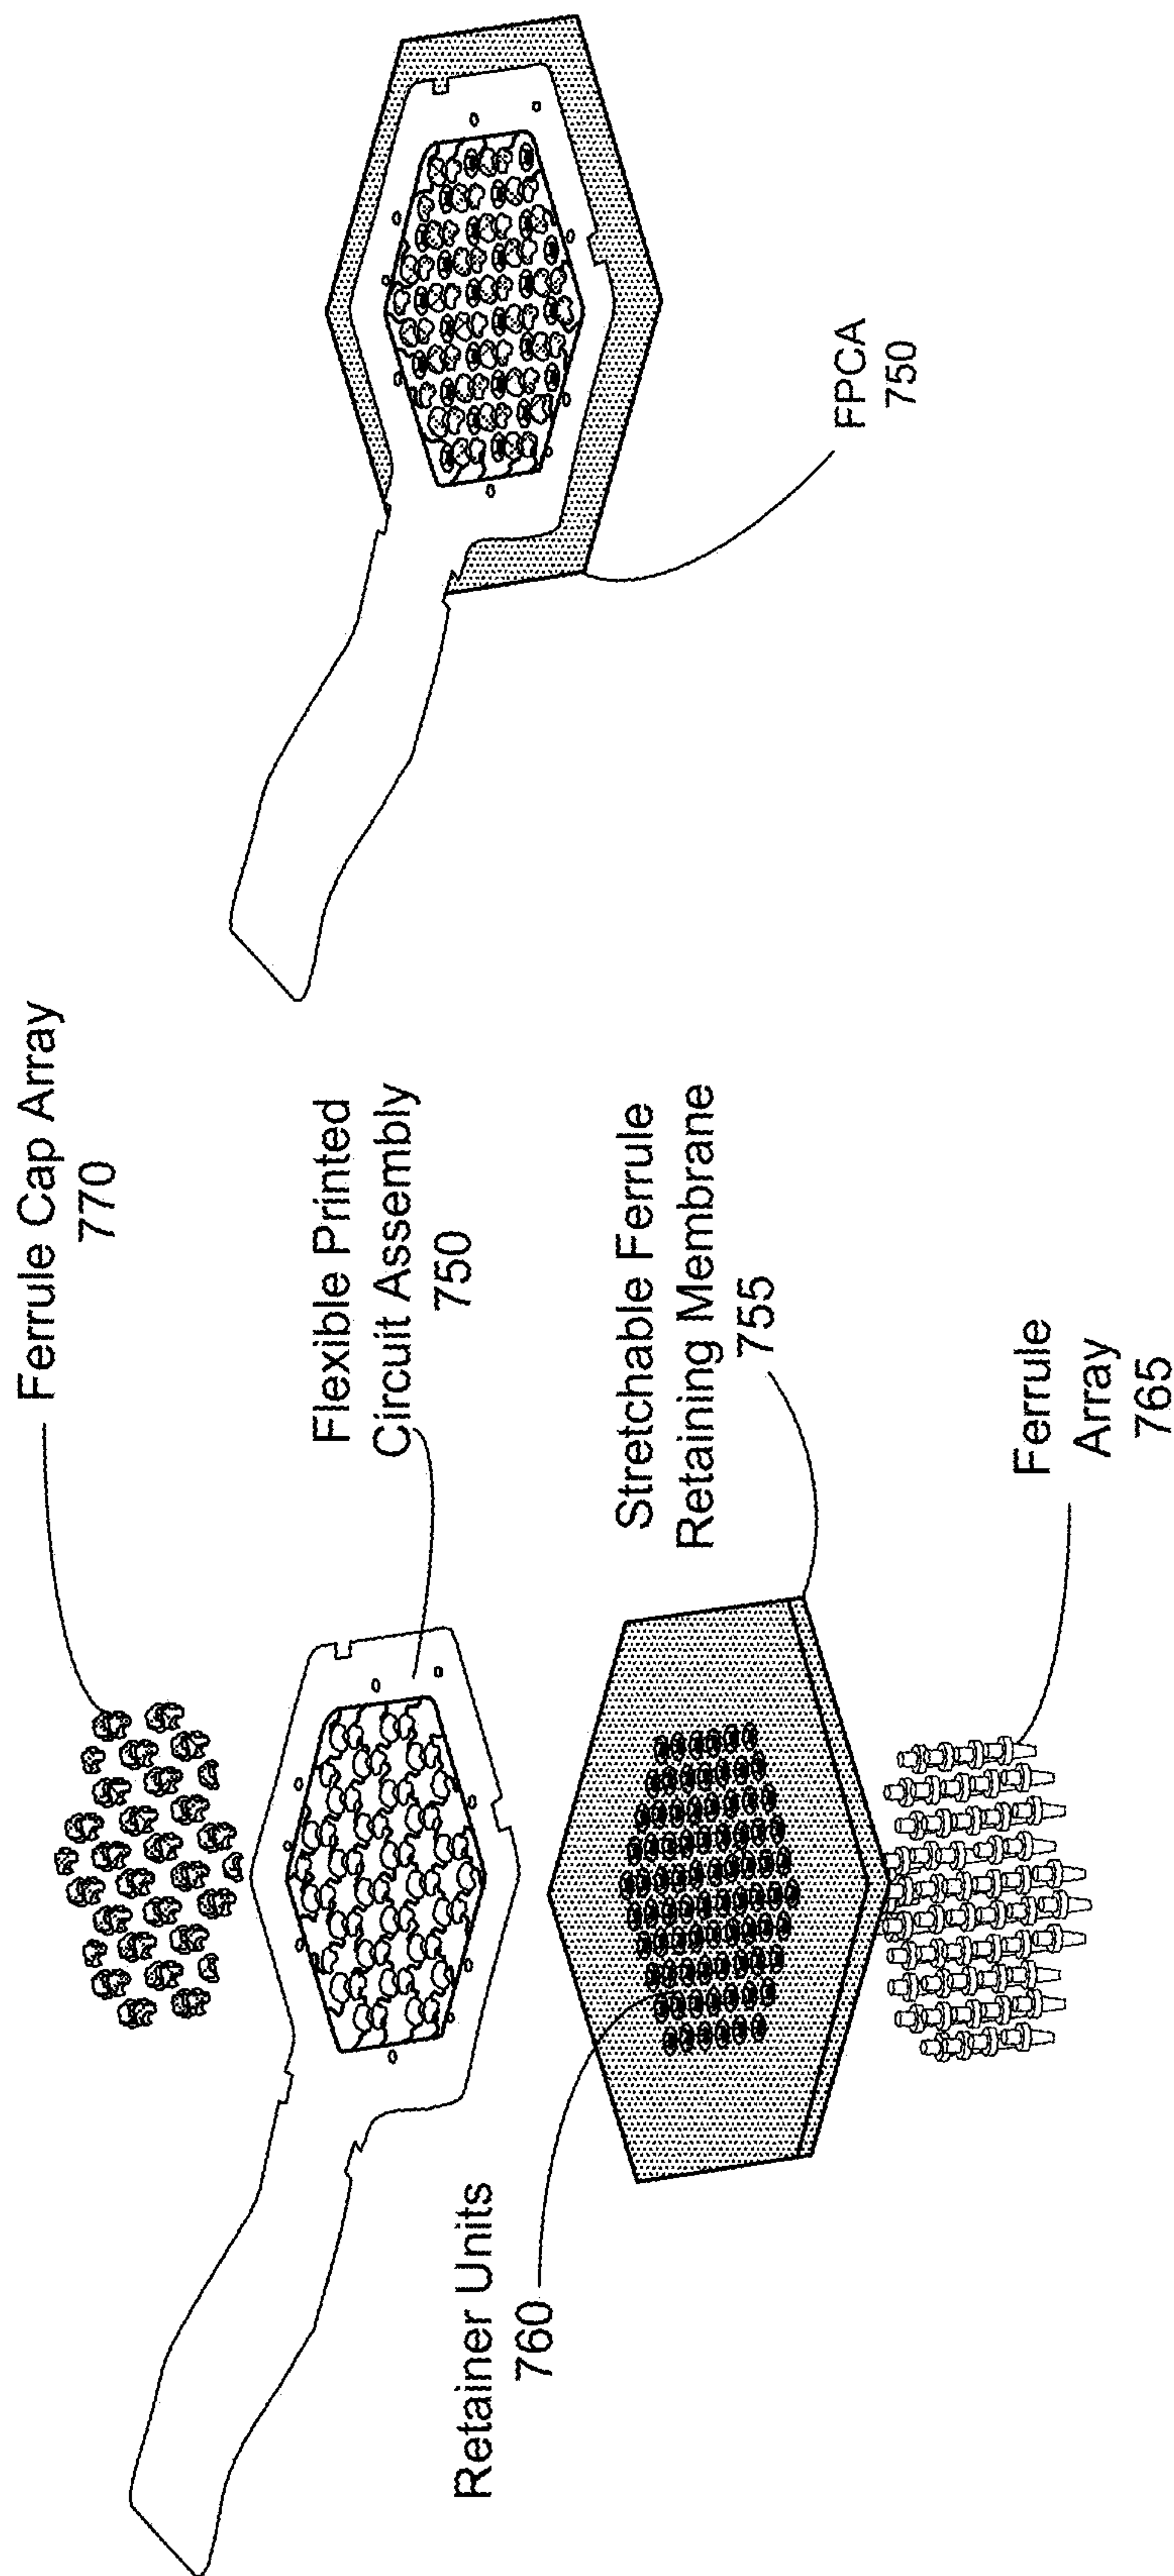 Ferrule Cap Array
770
Flexible Printed
Circuit Assembly
750
Stretchable Ferrule
Retaining Membrane
755
Ferrule
Array
765
Retainer Units
760
FPCA
750